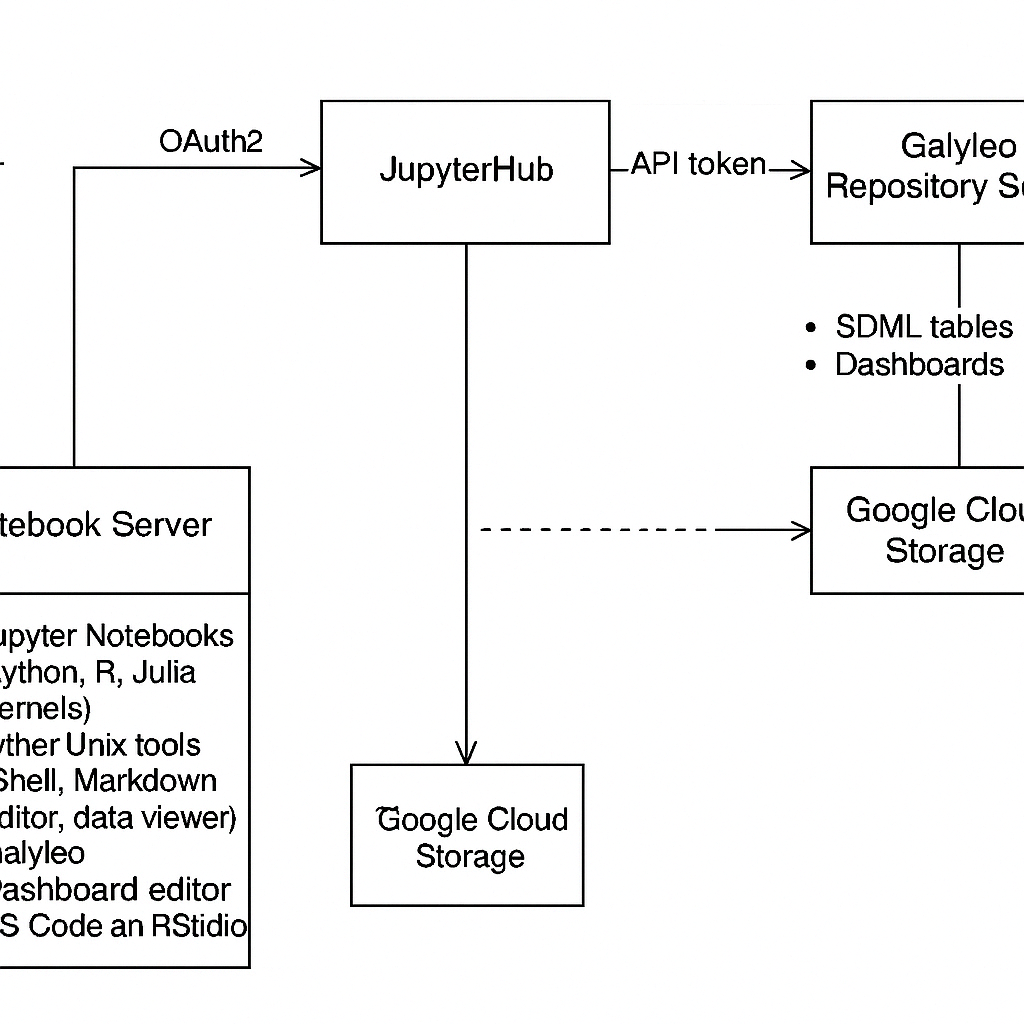 OAuth2
JupyterHub
API token
Galyleo
Repository Se
• SDML tables
• Dashboards
tebook Server
Google Clou
Storage
upyter Notebooks
ython, R, Julia
ernels)
ther Unix tools
Shell, Markdown
ditor, data viewer)
alyleo
ashboard editor
S Code an RStidio
Google Cloud
Storage